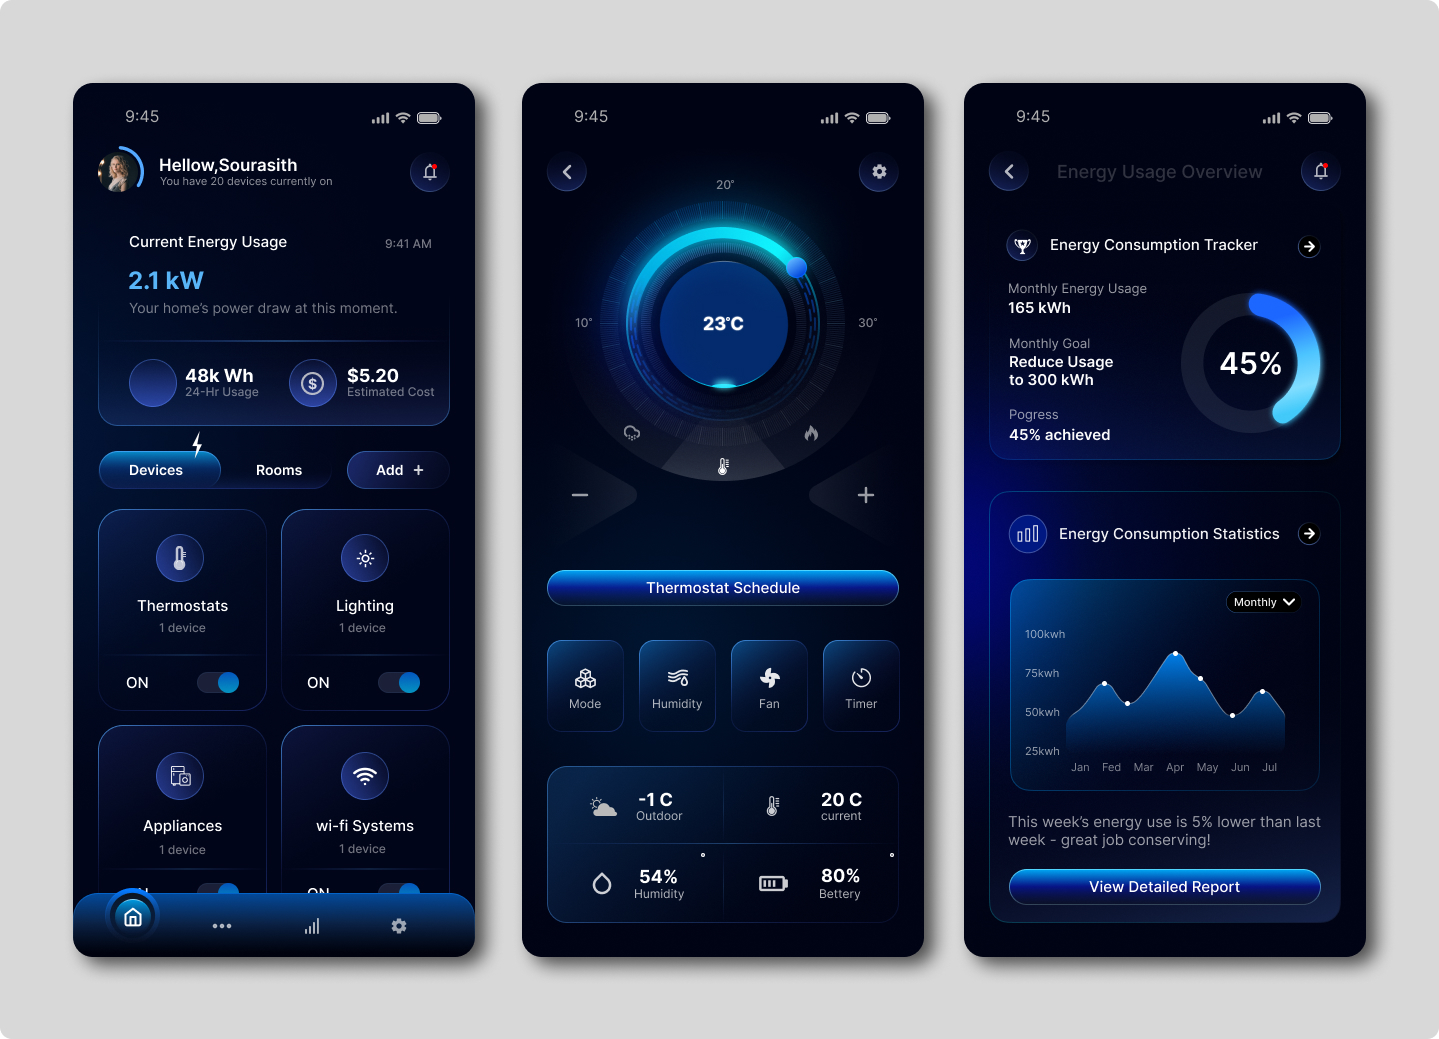 9:45
Hellow,Sourasith
You have 20 devices currently on
Current Energy Usage
9:41 AM
2.1 kW
Your home's power draw at this moment.
48k Wh
24-Hr Usage
$5.20
Estimated Cost
Devices
Rooms
Add +
Thermostats
1 device
ON
Lighting
1 device
ON
Appliances
1 device
wi-fi Systems
1 device
ON
9:45
20°
10°
30°
23°C
Thermostat Schedule
Mode
Humidity
Fan
Timer
-1 C
Outdoor
20 C
current
54%
Humidity
80%
Bettery
9:45
Energy Usage Overview
Energy Consumption Tracker
Monthly Energy Usage
165 kWh
Monthly Goal
Reduce Usage
to 300 kWh
Pogress
45% achieved
45%
Energy Consumption Statistics
Monthly
100kwh
75kwh
50kwh
25kwh
Jan Fed Mar Apr May Jun Jul
This week's energy use is 5% lower than last
week - great job conserving!
View Detailed Report